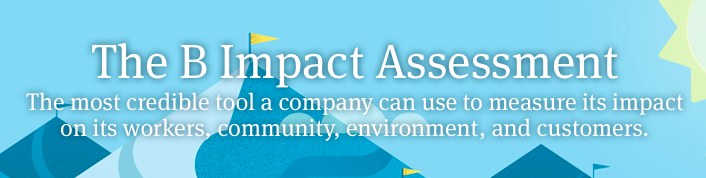 The B Impact Assessment
The most credible tool a company can use to measure its impact
on its workers, community, environment, and customers.